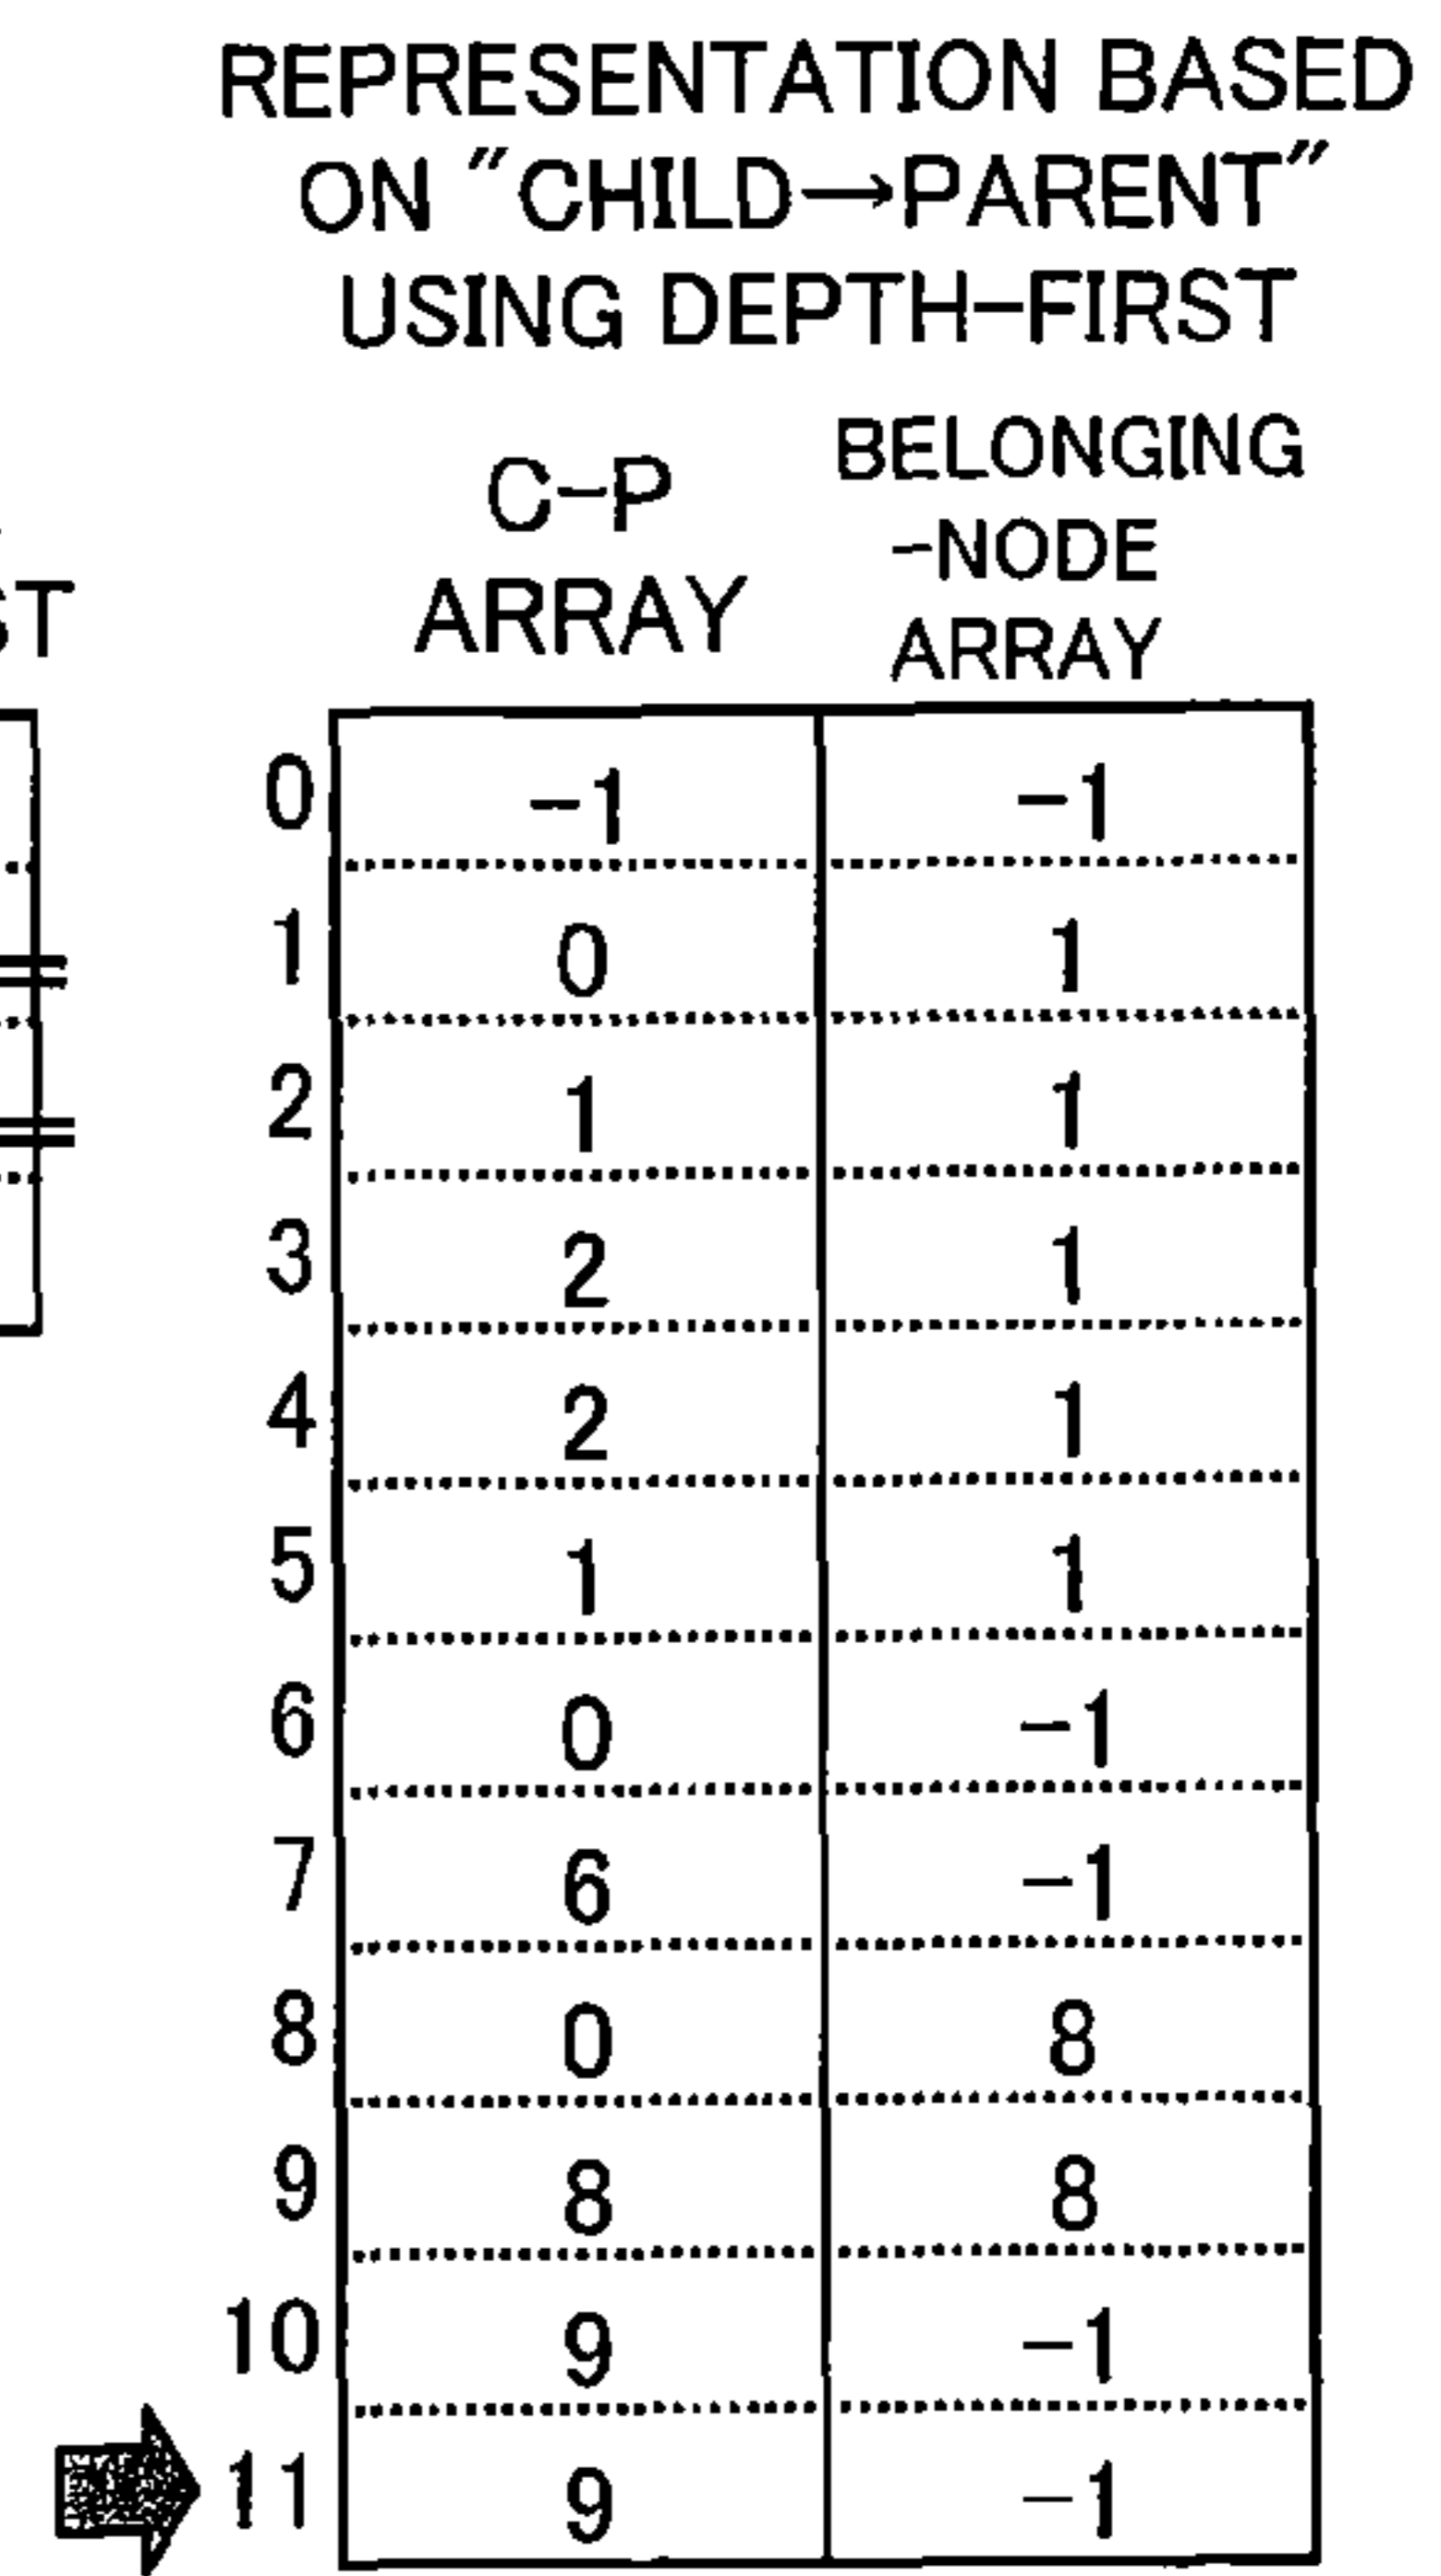 REPRESENTATION BASED
ON "CHILD→PARENT"
USING DEPTH-FIRST
C-P
ARRAY
BELONGING
-NODE
ARRAY
0 -1 -1
1 0 1
2 1 1
3 2 1
4 2 1
5 1 1
6 0 -1
7 6 -1
8 0 8
9 8 8
10 9 -1
11 9 -1